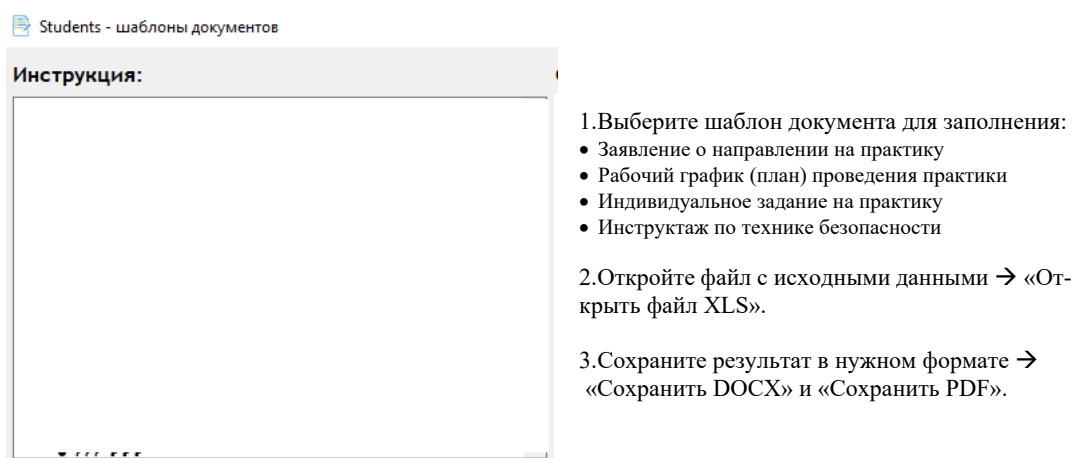 Students - шаблоны документов
Инструкция:
1.Выберите шаблон документа для заполнения:
• Заявление о направлении на практику
• Рабочий график (план) проведения практики
• Индивидуальное задание на практику
• Инструктаж по технике безопасности
2.Откройте файл с исходными данными → «От-
крыть файл XLS».
3.Сохраните результат в нужном формате →
«Сохранить DOCX» и «Сохранить PDF».